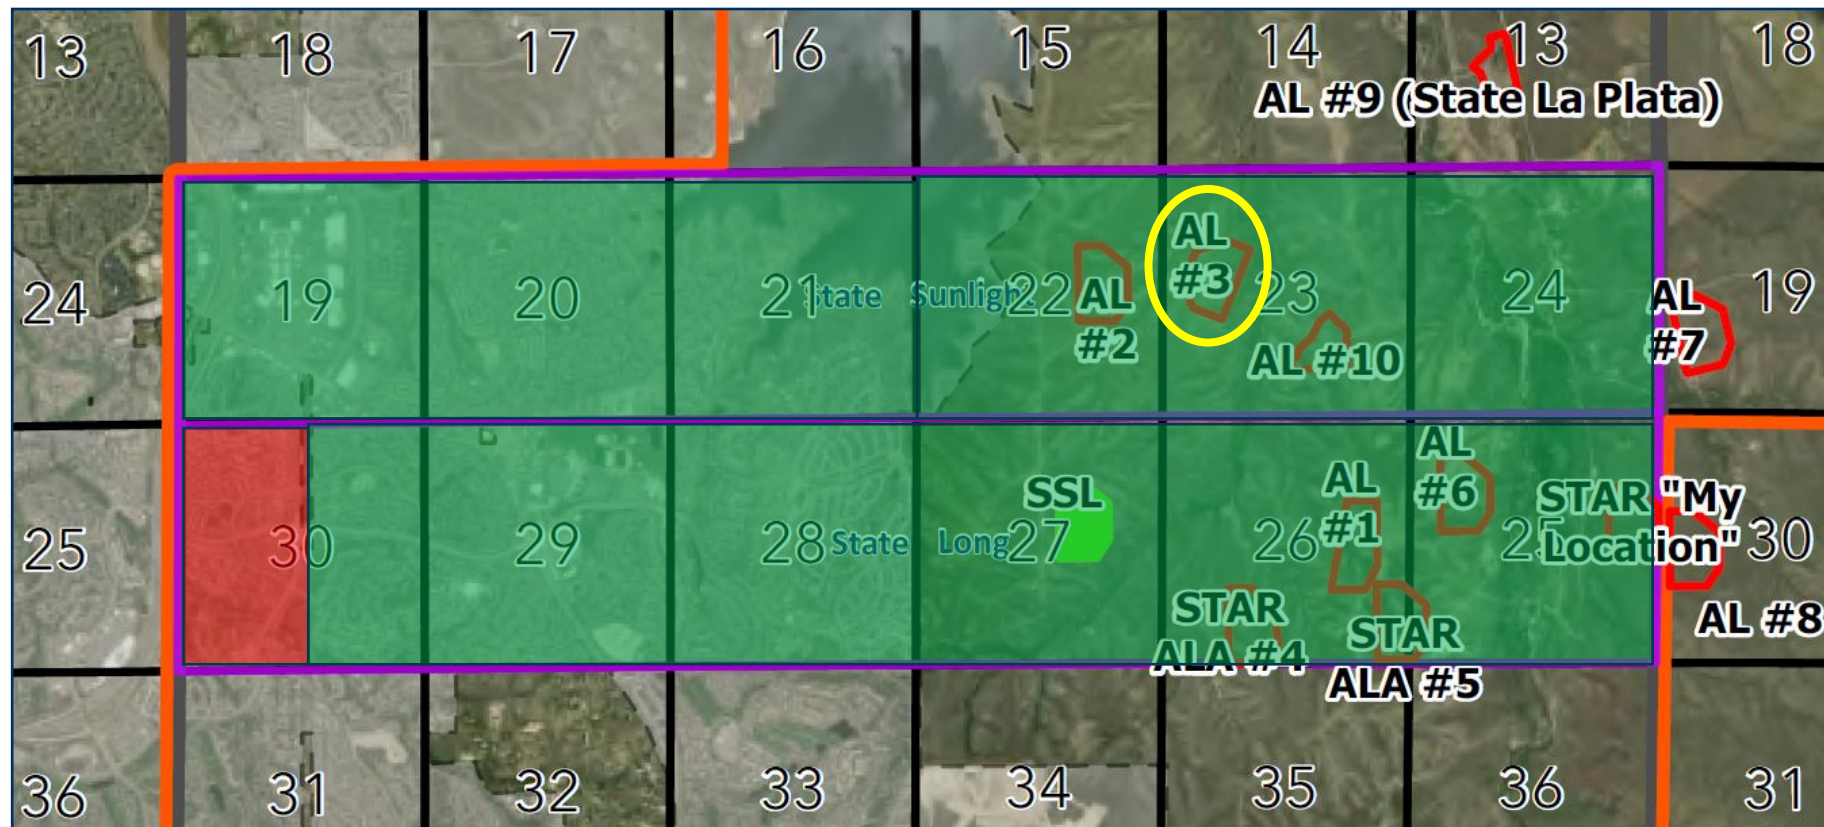 13 18 17 16 15 14 13 18
AL #9 (State La Plata)
24 19 20 21 State Sunlight 22 23 24 19
AL
#3
AL
#2
AL #10
AL
#7
25 30 29 28 State Long 27 26 25 30
SSL
AL
#1
AL
#6
STAR "My
Location"
AL #8
STAR
ALA #4
STAR
ALA #5
36 31 32 33 34 35 36 31